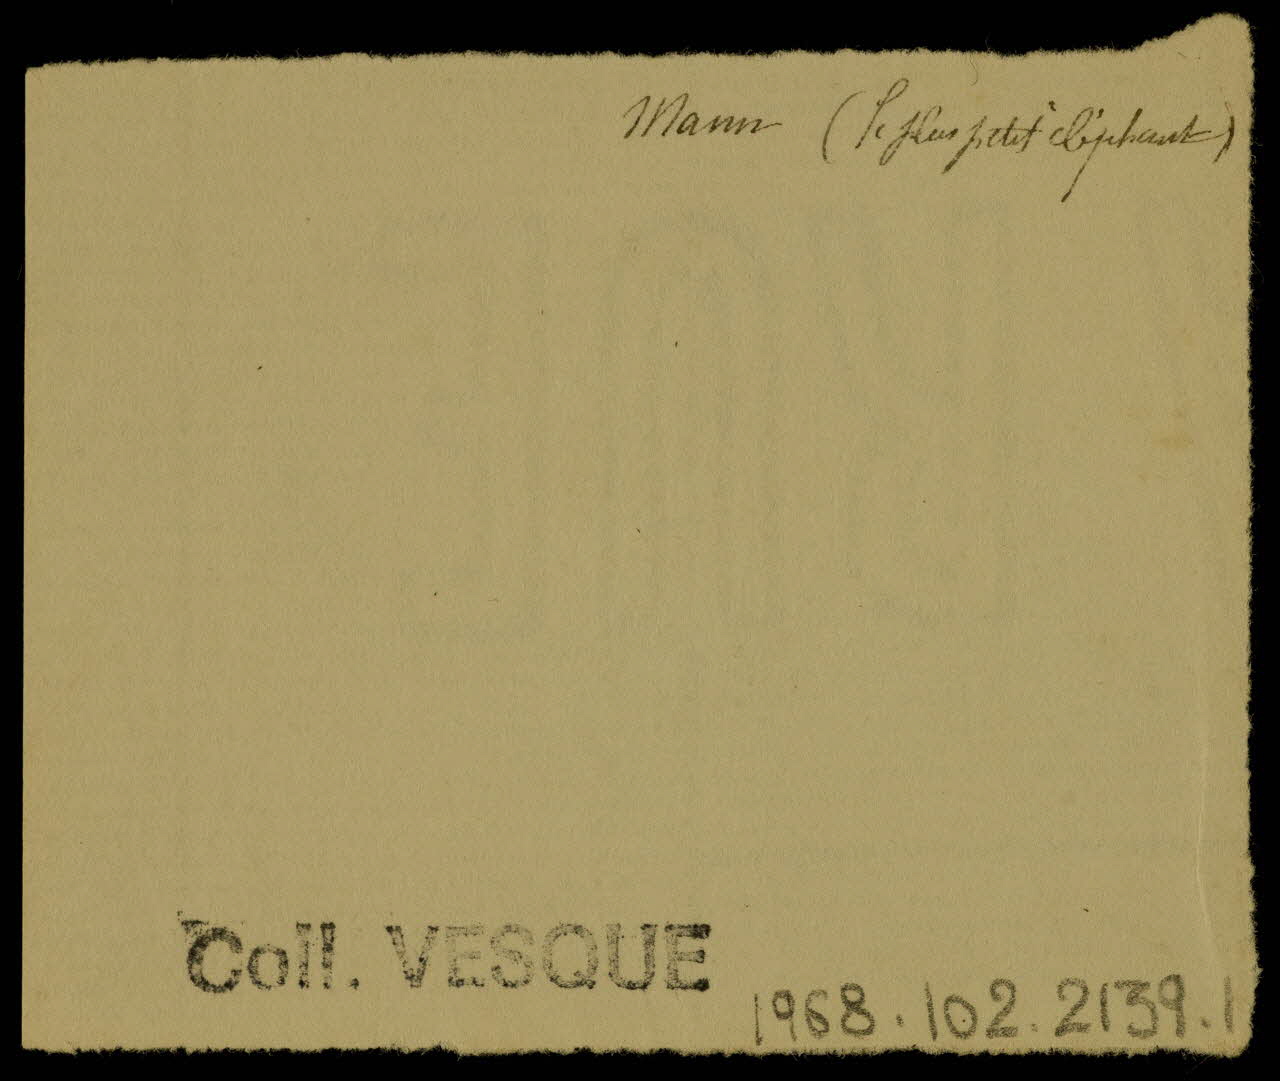 Mann (le plus petit éléphant)
Coll. VESQUE
1968.102.2139.1